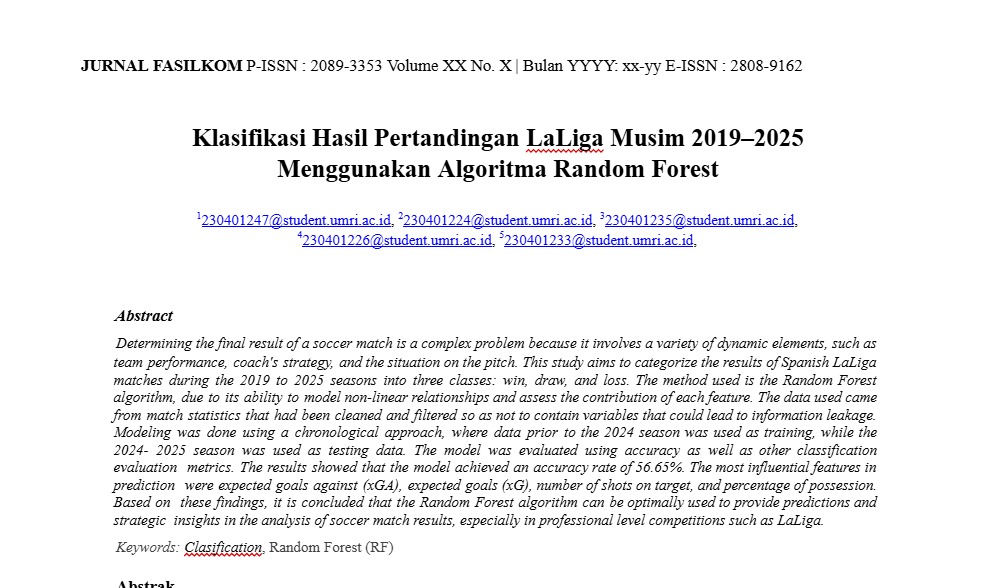 JURNAL FASILKOM P-ISSN : 2089-3353 Volume XX No. X | Bulan YYYY: xx-yy E-ISSN : 2808-9162
Klasifikasi Hasil Pertandingan LaLiga Musim 2019–2025
Menggunakan Algoritma Random Forest
1230401247@student.umri.ac.id, 2230401224@student.umri.ac.id, 3230401235@student.umri.ac.id,
4230401226@student.umri.ac.id, 5230401233@student.umri.ac.id,
Abstract
Determining the final result of a soccer match is a complex problem because it involves a variety of dynamic elements, such as
team performance, coach's strategy, and the situation on the pitch. This study aims to categorize the results of Spanish LaLiga
matches during the 2019 to 2025 seasons into three classes: win, draw, and loss. The method used is the Random Forest
algorithm, due to its ability to model non-linear relationships and assess the contribution of each feature. The data used came
from match statistics that had been cleaned and filtered so as not to contain variables that could lead to information leakage.
Modeling was done using a chronological approach, where data prior to the 2024 season was used as training, while the
2024- 2025 season was used as testing data. The model was evaluated using accuracy as well as other classification
evaluation metrics. The results showed that the model achieved an accuracy rate of 56.65%. The most influential features in
prediction were expected goals against (xGA), expected goals (xG), number of shots on target, and percentage of possession.
Based on these findings, it is concluded that the Random Forest algorithm can be optimally used to provide predictions and
strategic insights in the analysis of soccer match results, especially in professional level competitions such as LaLiga.
Keywords: Clasification, Random Forest (RF)
Abstrak